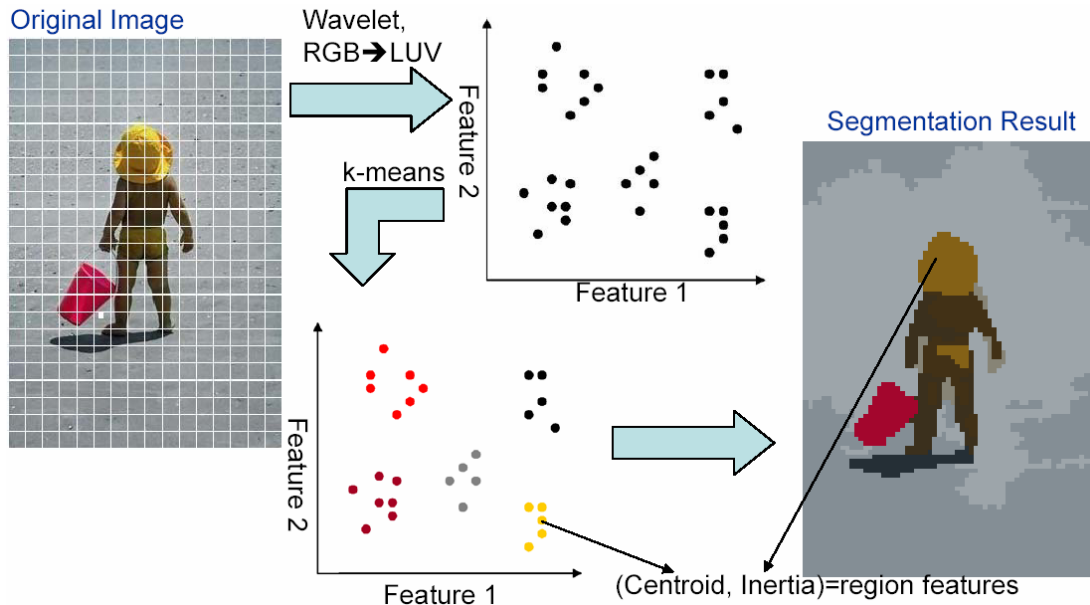 Original Image
Wavelet,
RGB➔LUV
Feature 2
Feature 1
k-means
Segmentation Result
Feature 2
Feature 1
(Centroid, Inertia)=region features